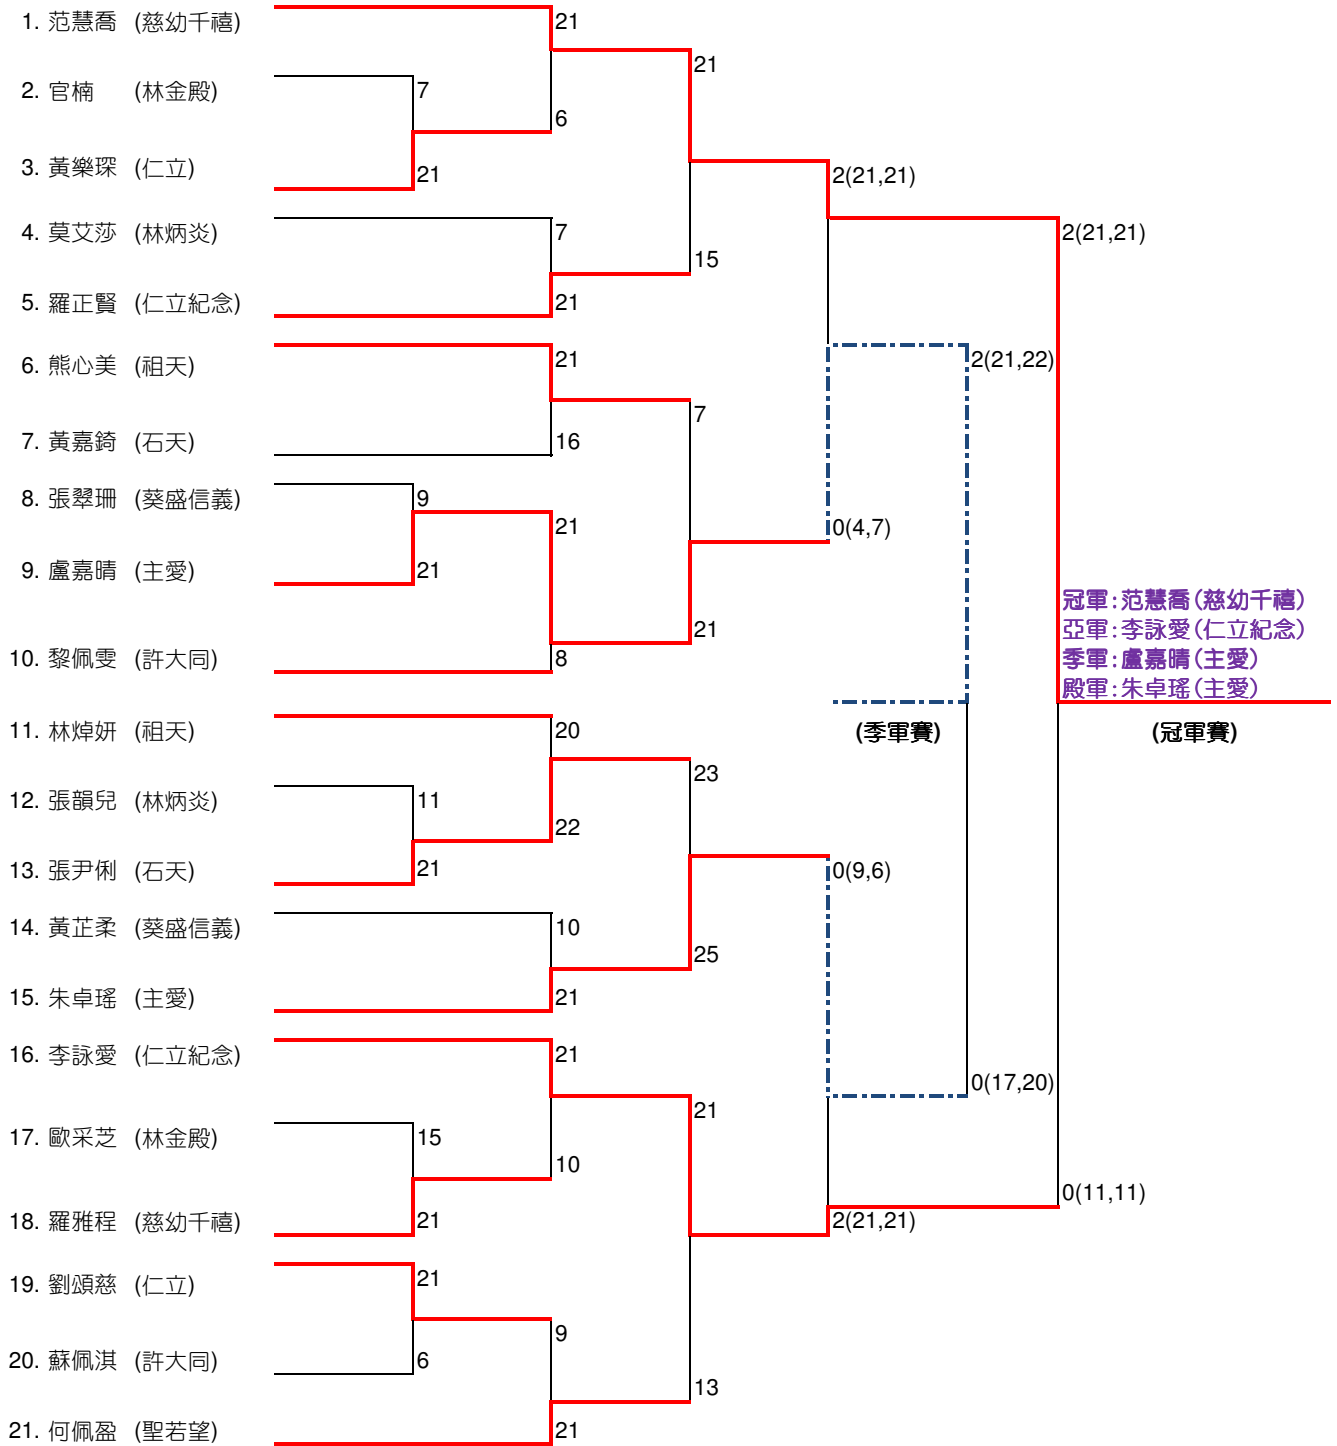 1. 范慧喬 (慈幼千禧)
21
21
2. 官楠 (林金殿)
7
6
3. 黃樂琛 (仁立)
21
2(21,21)
4. 莫艾莎 (林炳炎)
7
2(21,21)
15
5. 羅正賢 (仁立紀念)
21
6. 熊心美 (祖天)
21
2(21,22)
7
7. 黃嘉錡 (石天)
16
8. 張翠珊 (葵盛信義)
9
21
0(4,7)
9. 盧嘉晴 (主愛)
21
冠軍:范慧喬(慈幼千禧)
亞軍:李詠愛(仁立紀念)
21
10. 黎佩雯 (許大同)
8
季軍:盧嘉晴(主愛)
殿軍:朱卓瑤(主愛)
11. 林焯妍 (祖天)
20
(季軍賽)
(冠軍賽)
23
12. 張韻兒 (林炳炎)
11
22
13. 張尹俐 (石天)
21
0(9,6)
14. 黃芷柔 (葵盛信義)
10
25
15. 朱卓瑤 (主愛)
21
16. 李詠愛 (仁立紀念)
21
0(17,20)
21
17. 歐采芝 (林金殿)
15
10
0(11,11)
18. 羅雅程 (慈幼千禧)
21
2(21,21)
19. 劉頌慈 (仁立)
21
9
20. 蘇佩淇 (許大同)
6
13
21. 何佩盈 (聖若望)
21